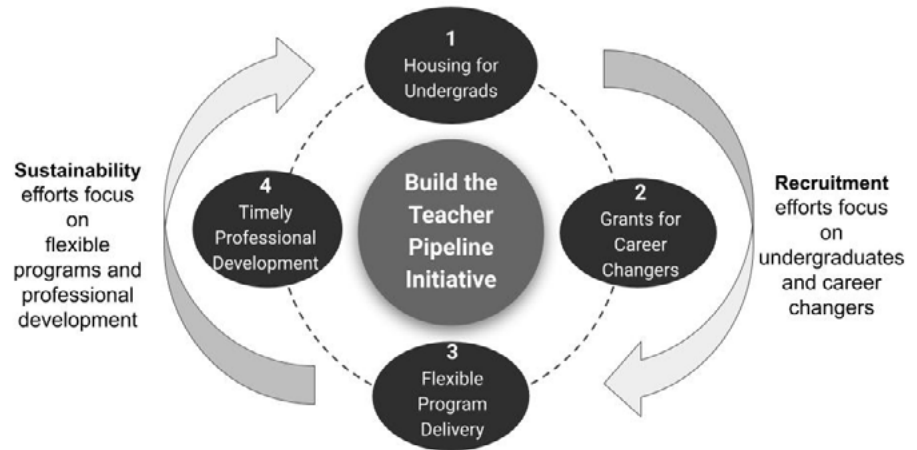 1
Housing for
Undergrads
2
Grants for
Career
Changers
3
Flexible
Program
Delivery
4
Timely
Professional
Development
Build the
Teacher
Pipeline
Initiative
Sustainability
efforts focus
on
flexible
programs and
professional
development
Recruitment
efforts focus
on
undergraduates
and career
changers